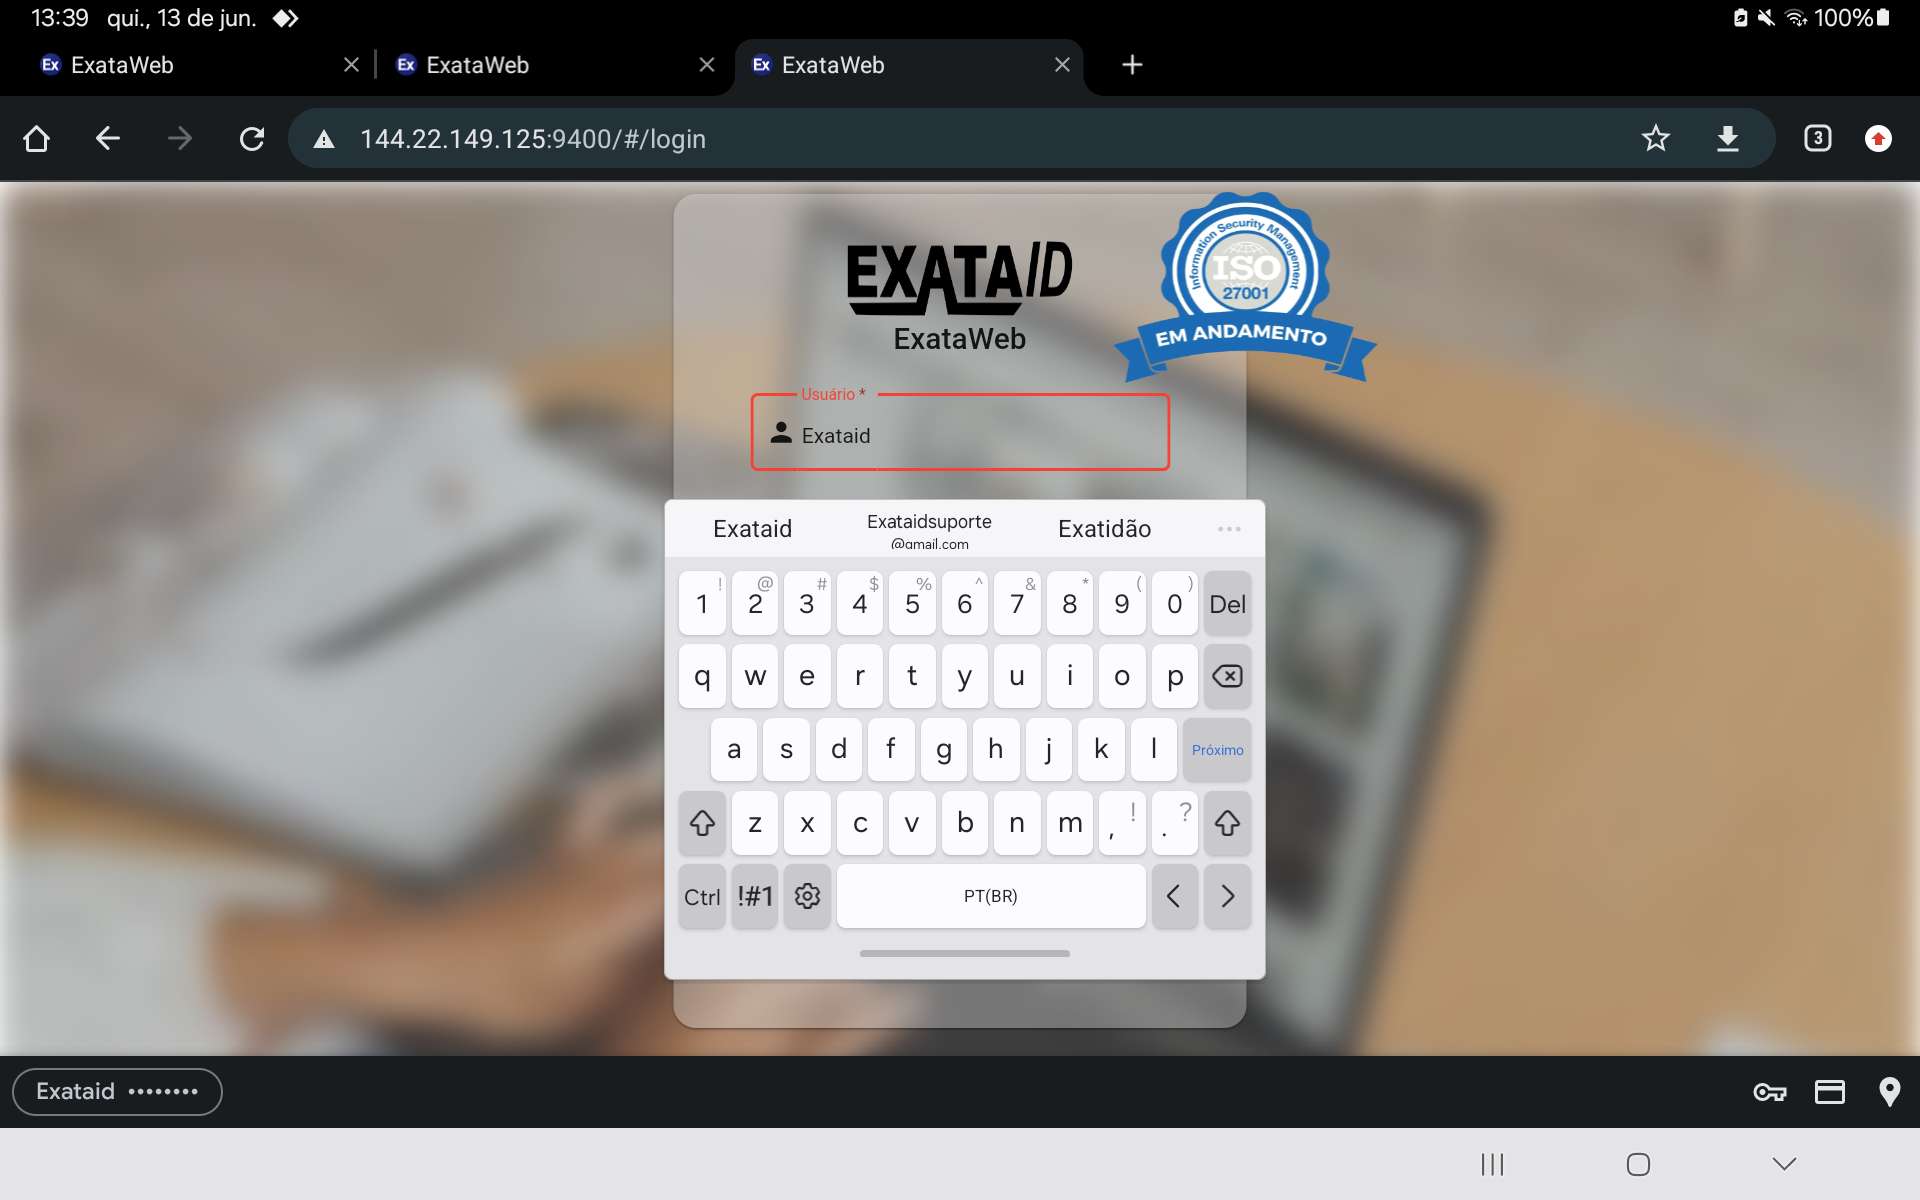 13:39 qui., 13 de jun. 100%
Ex ExataWeb Ex ExataWeb Ex ExataWeb
144.22.149.125:9400/#/login 3
Information Security Management
ISO
27001
EM ANDAMENTO
EXATAID
ExataWeb
Usuário *
Exataid
Exataid Exataidsuporte Exatidão
@gmail.com
! @ # $ % ^ & * ( )
1 2 3 4 5 6 7 8 9 0 Del
q w e r t y u i o p
a s d f g h j k l Próximo
z x c v b n m , ! . ?
Ctrl !#1 PT(BR) < >
Exataid ••••••••